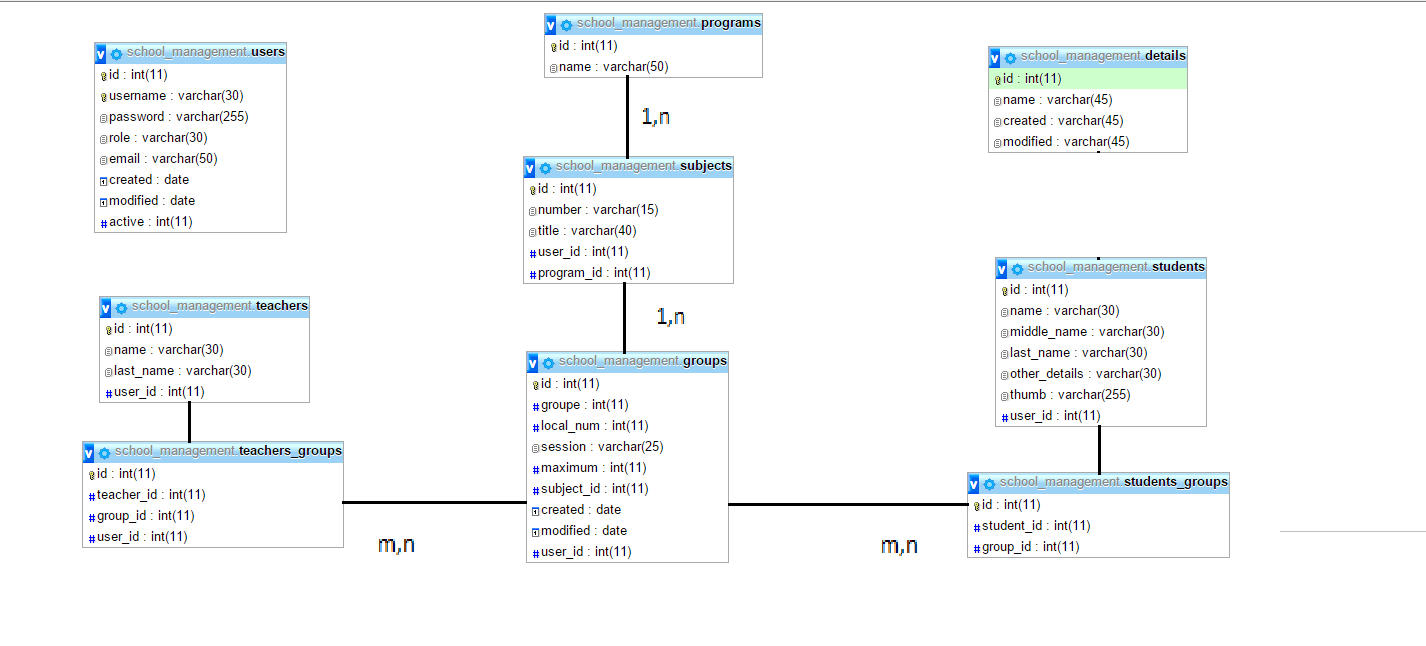 school_management.users
id : int(11)
username : varchar(30)
password : varchar(255)
role : varchar(30)
email : varchar(50)
created : date
modified : date
active : int(11)
school_management.programs
id : int(11)
name : varchar(50)
1,n
school_management.details
id : int(11)
name : varchar(45)
created : varchar(45)
modified : varchar(45)
school_management.subjects
id : int(11)
number : varchar(15)
title : varchar(40)
user_id : int(11)
program_id : int(11)
1,n
school_management.teachers
id : int(11)
name : varchar(30)
last_name : varchar(30)
user_id : int(11)
school_management.students
id : int(11)
name : varchar(30)
middle_name : varchar(30)
last_name : varchar(30)
other_details : varchar(30)
thumb : varchar(255)
user_id : int(11)
school_management.groups
id : int(11)
groupe : int(11)
local_num : int(11)
session : varchar(25)
maximum : int(11)
subject_id : int(11)
created : date
modified : date
user_id : int(11)
school_management.teachers_groups
id : int(11)
teacher_id : int(11)
group_id : int(11)
user_id : int(11)
m,n
school_management.students_groups
id : int(11)
student_id : int(11)
group_id : int(11)
m,n